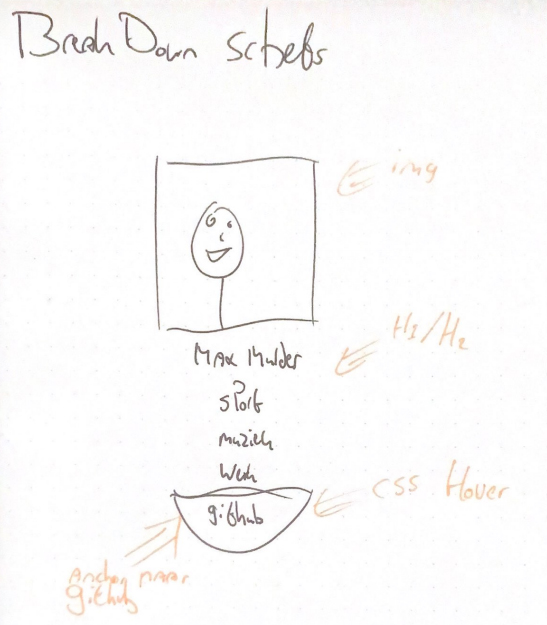 BreakDown schets
img
H1/H2
Max Mulder
sport
muziek
Werk
CSS Hover
github
Anchor naar
github